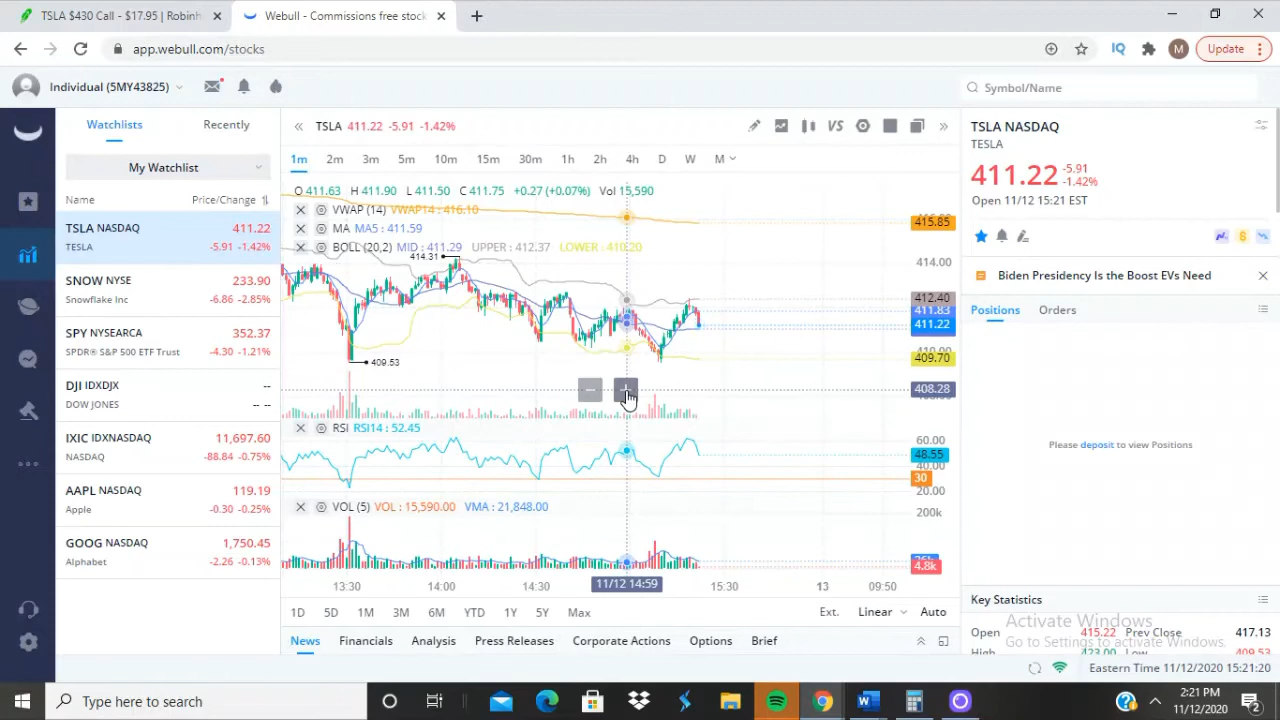 TSLA $430 Call - $17.95 | Robinh
Webull - Commissions free stock
app.webull.com/stocks
IQ
M
Update
Individual (5MY43825)
Symbol/Name
Watchlists
Recently
My Watchlist
Name
Price/Change
TSLA NASDAQ
411.22
TESLA
-5.91 -1.42%
SNOW NYSE
233.90
Snowflake Inc
-6.86 -2.85%
SPY NYSEARCA
352.37
SPDR® S&P 500 ETF Trust
-4.30 -1.21%
DJI IDXDJX
--
DOW JONES
-- --
IXIC IDXNASDAQ
11,697.60
NASDAQ
-88.84 -0.75%
AAPL NASDAQ
119.19
Apple
-0.30 -0.25%
GOOG NASDAQ
1,750.45
Alphabet
-2.26 -0.13%
TSLA 411.22 -5.91 -1.42%
VS
1m 2m 3m 5m 10m 15m 30m 1h 2h 4h D W M
O 411.63 H 411.90 L 411.50 C 411.75 +0.27 (+0.07%) Vol 15,590
VWAP (14) VWAP14 : 416.10
MA MA5 : 411.59
BOLL (20,2) MID : 411.29 UPPER : 412.37 LOWER : 410.20
414.31
409.53
415.85
414.00
412.40
411.83
411.22
409.70
408.28
RSI RSI14 : 52.45
60.00
48.55
40.00
30
20.00
VOL (5) VOL : 15,590.00 VMA : 21,848.00
200k
4.8k
13:30 14:00 14:30 11/12 14:59 15:30 13 09:50
1D 5D 1M 3M 6M YTD 1Y 5Y Max
Ext. Linear Auto
News Financials Analysis Press Releases Corporate Actions Options Brief
TSLA NASDAQ
TESLA
411.22
-5.91
-1.42%
Open 11/12 15:21 EST
Biden Presidency Is the Boost EVs Need
Positions Orders
Please deposit to view Positions
Key Statistics
Open 415.22 Prev Close 417.13
High 423.00 Low 409.53
Activate Windows
Go to Settings to activate Windows.
Eastern Time 11/12/2020 15:21:20
Type here to search
2:21 PM
11/12/2020
2